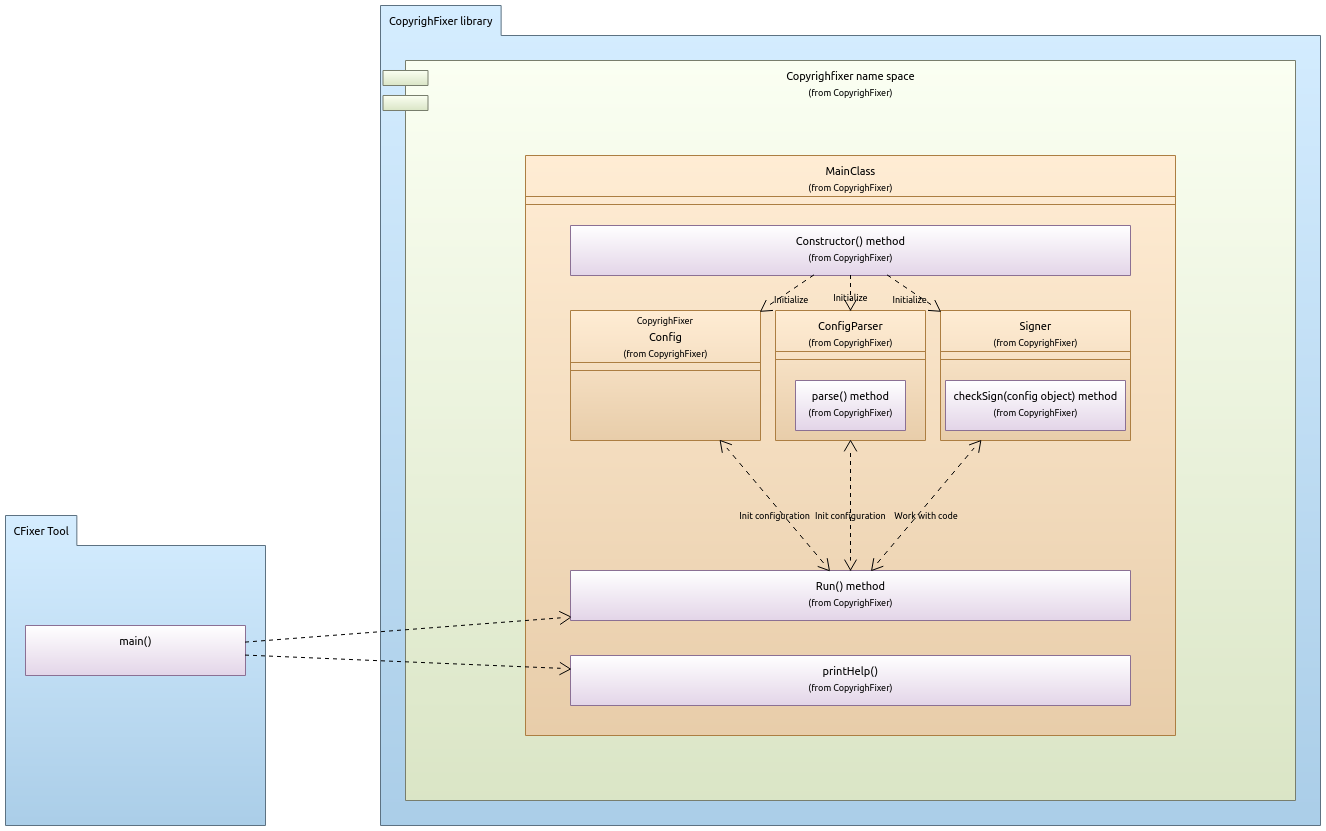 CopyrighFixer library
Copyrighfixer name space
(from CopyrighFixer)
MainClass
(from CopyrighFixer)
Constructor() method
(from CopyrighFixer)
Initialize
Initialize
Initialize
CopyrighFixer
Config
(from CopyrighFixer)
ConfigParser
(from CopyrighFixer)
parse() method
(from CopyrighFixer)
Signer
(from CopyrighFixer)
checkSign(config object) method
(from CopyrighFixer)
Init configuration
Init configuration
Work with code
Run() method
(from CopyrighFixer)
printHelp()
(from CopyrighFixer)
CFixer Tool
main()